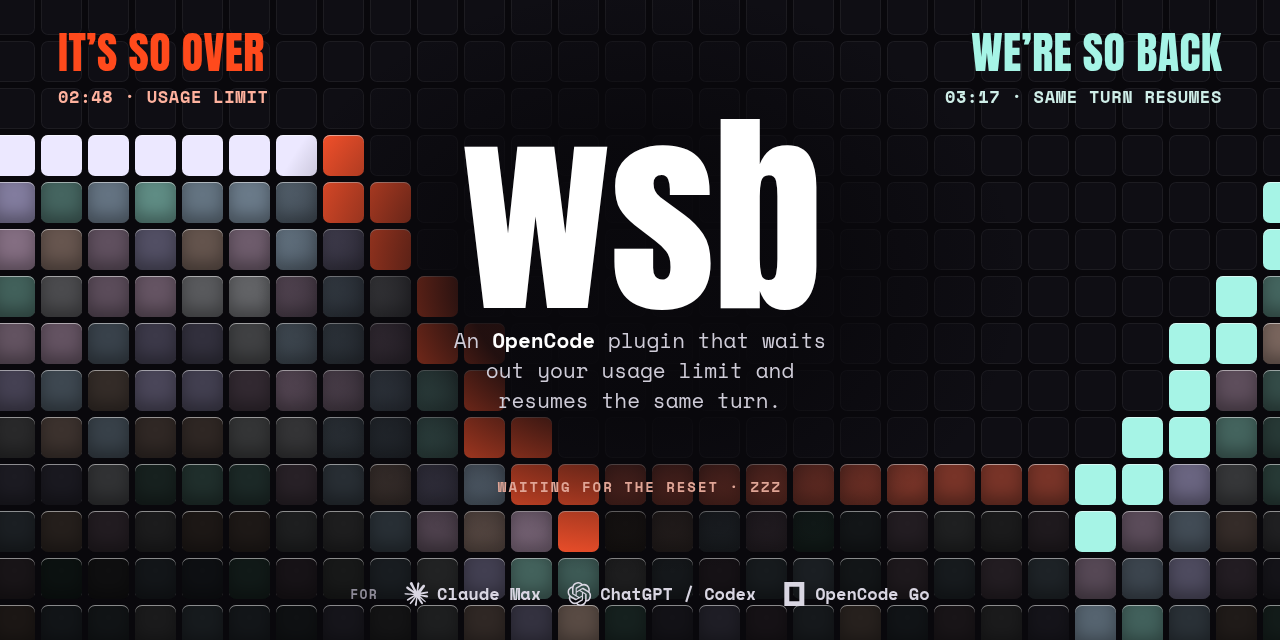 IT'S SO OVER
02:48 · USAGE LIMIT
WE'RE SO BACK
03:17 · SAME TURN RESUMES
wsb
An OpenCode plugin that waits
out your usage limit and
resumes the same turn.
WAITING FOR THE RESET · ZZZ
FOR Claude Max ChatGPT / Codex OpenCode Go